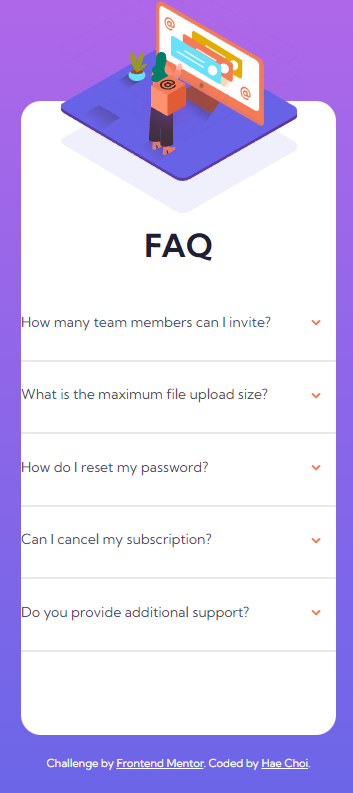 @
@
@
FAQ
How many team members can I invite?
What is the maximum file upload size?
How do I reset my password?
Can I cancel my subscription?
Do you provide additional support?
Challenge by Frontend Mentor. Coded by Hae Choi.